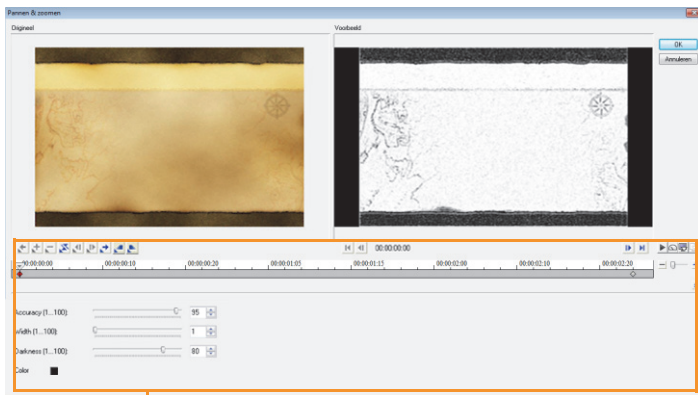 Pannen & zoomen
Origineel
Voorbeeld
OK
Annuleren
00:00:00:00
00:00:00:00 00:00:00:10 00:00:00:20 00:00:01:05 00:00:01:15 00:00:02:00 00:00:02:10 00:00:02:20
Accuracy (1...100): 95
Width (1...100): 1
Darkness (1...100): 80
Color